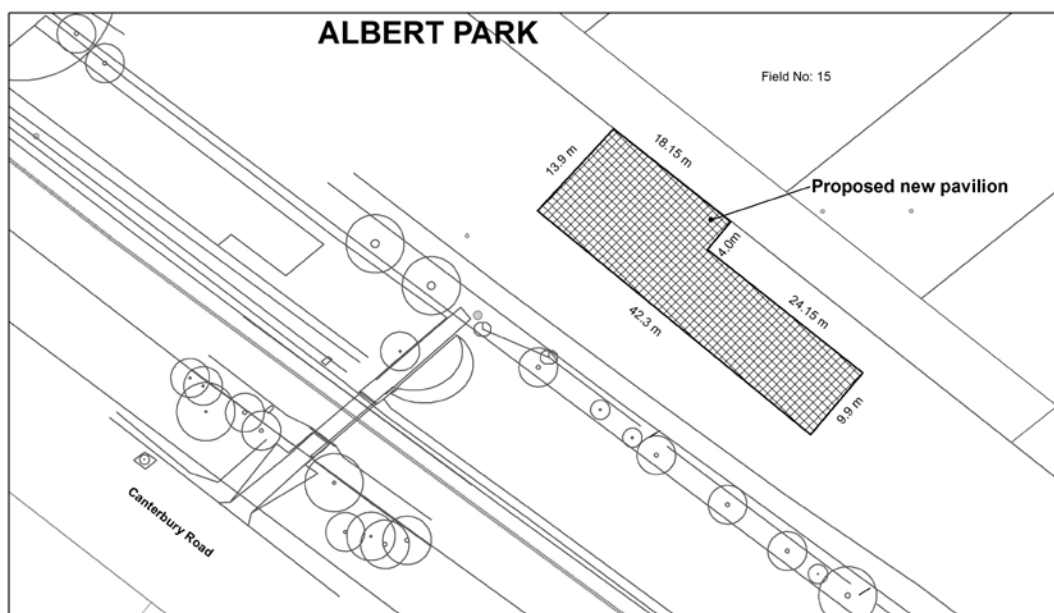 ALBERT PARK
Field No: 15
18.15 m
13.9 m
Proposed new pavilion
4.0m
24.15 m
42.3 m
9.9 m
Canterbury Road